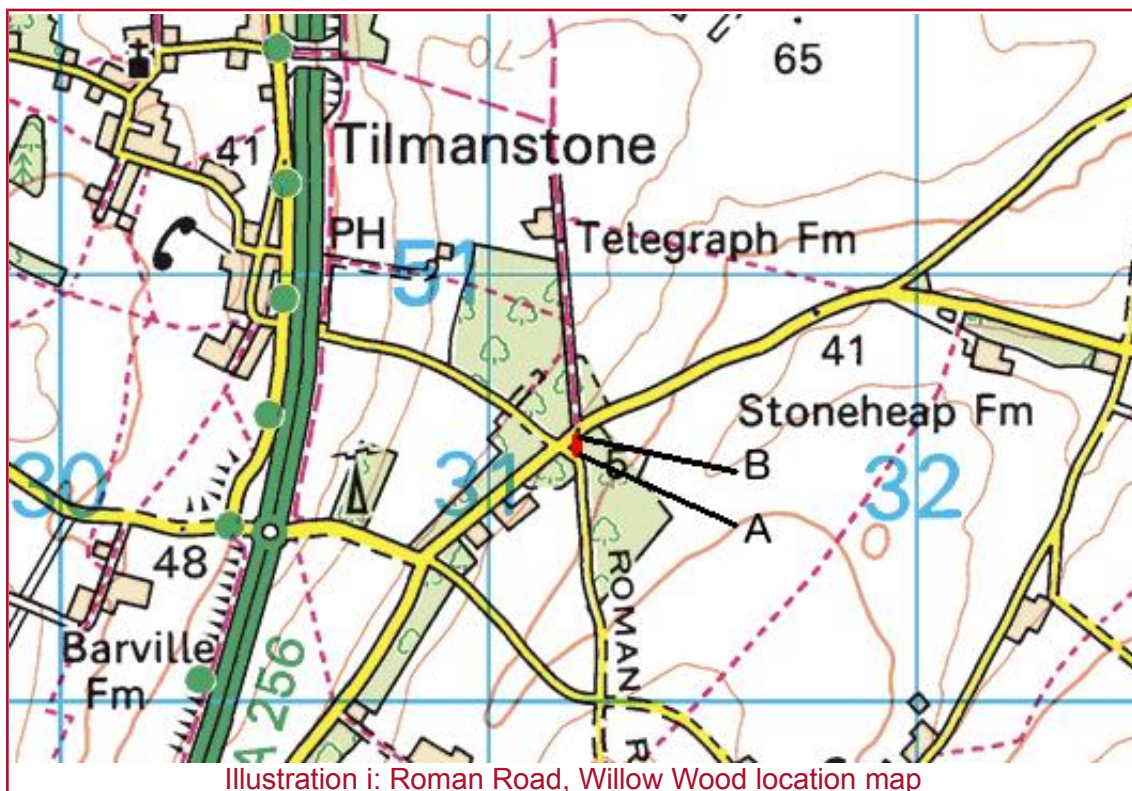 65
41
Tilmanstone
PH
51
Telegraph Fm
41
Stoneheap Fm
30
31
5
B
32
A
48
ROMAN R
Barville
Fm
A 256
Illustration i: Roman Road, Willow Wood location map